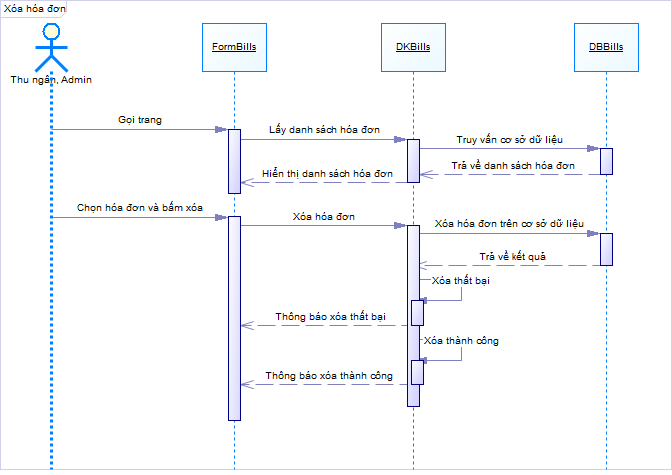 Xóa hóa đơn
FormBills
DKBills
DBBills
Thu ngân, Admin
Gọi trang
Lấy danh sách hóa đơn
Truy vấn cơ sở dữ liệu
Trả về danh sách hóa đơn
Hiển thị danh sách hóa đơn
Chọn hóa đơn và bấm xóa
Xóa hóa đơn
Xóa hóa đơn trên cơ sở dữ liệu
Trả về kết quả
Xóa thất bại
Thông báo xóa thất bại
Xóa thành công
Thông báo xóa thành công